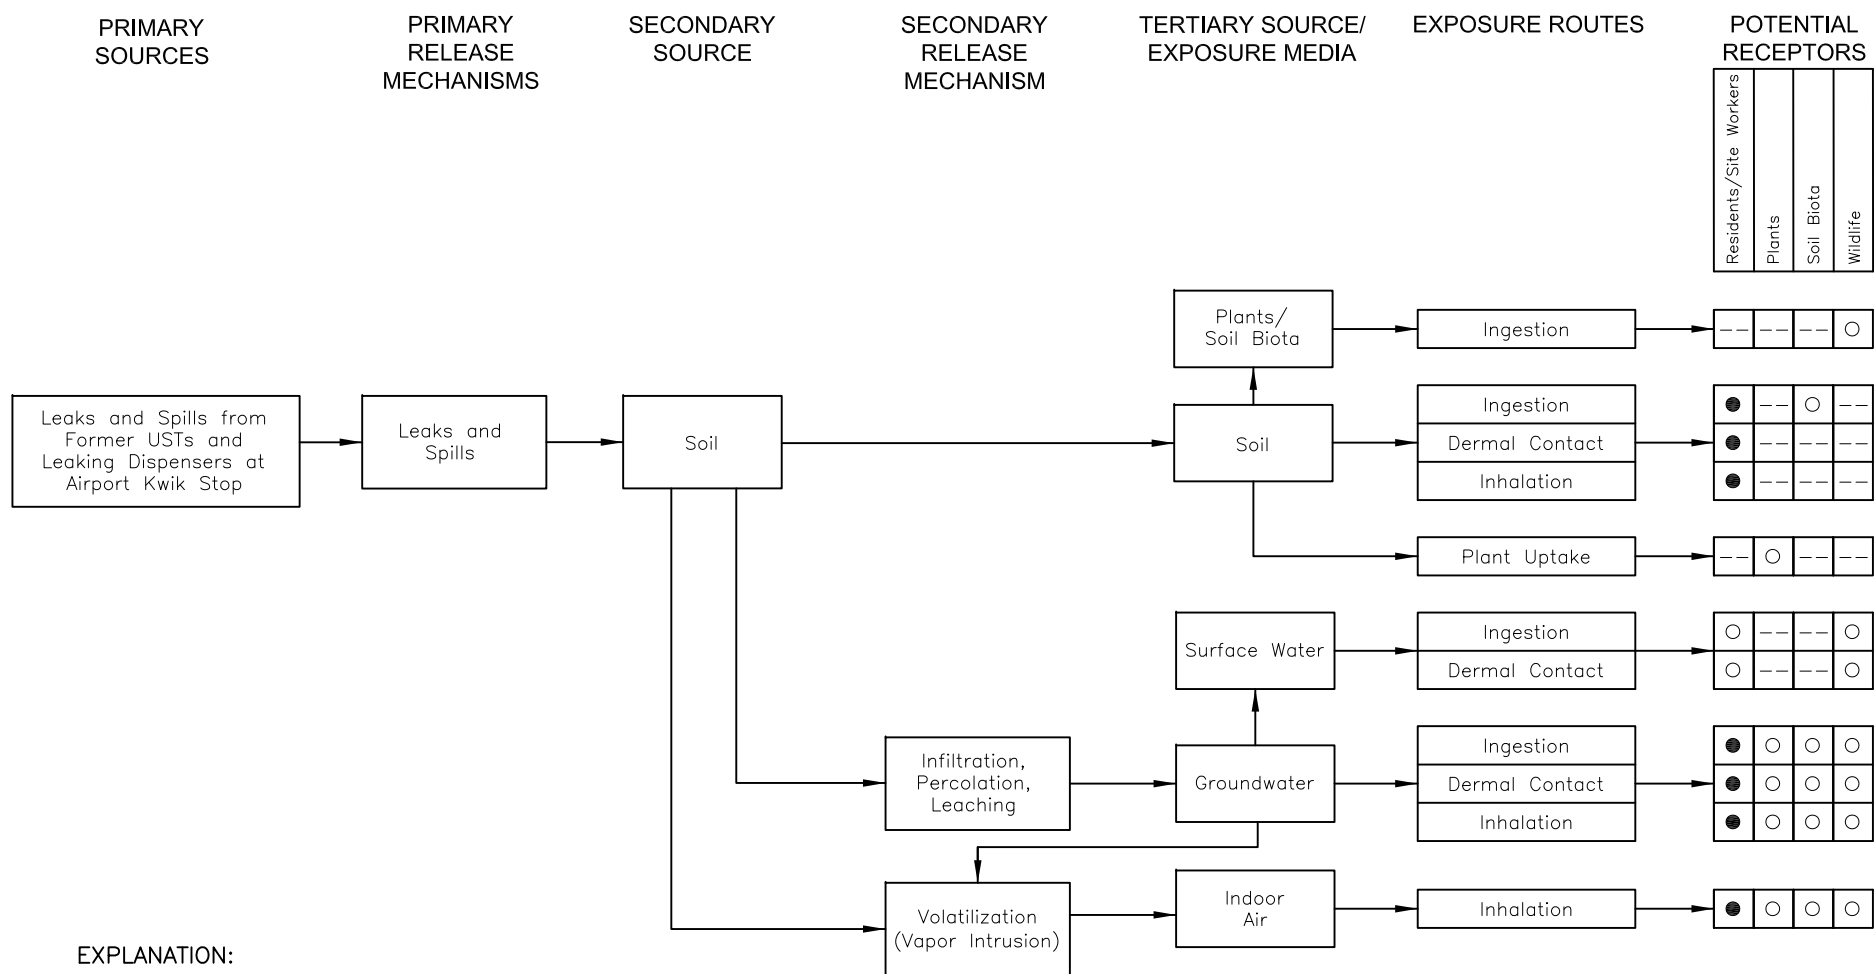 PRIMARY
SOURCES
PRIMARY
RELEASE
MECHANISMS
SECONDARY
SOURCE
SECONDARY
RELEASE
MECHANISM
TERTIARY SOURCE/
EXPOSURE MEDIA
EXPOSURE ROUTES
POTENTIAL
RECEPTORS
Residents/Site Workers
Plants
Soil Biota
Wildlife
Plants/
Soil Biota
Ingestion
-- -- -- ○
Leaks and Spills from
Former USTs and
Leaking Dispensers at
Airport Kwik Stop
Leaks and
Spills
Soil
Soil
Ingestion
● -- ○ --
Dermal Contact
● -- -- --
Inhalation
● -- -- --
Plant Uptake
-- ○ -- --
Surface Water
Ingestion
○ -- -- ○
Dermal Contact
○ -- -- ○
Infiltration,
Percolation,
Leaching
Groundwater
Ingestion
● ○ ○ ○
Dermal Contact
● ○ ○ ○
Inhalation
● ○ ○ ○
Volatilization
(Vapor Intrusion)
Indoor
Air
Inhalation
● ○ ○ ○
EXPLANATION: